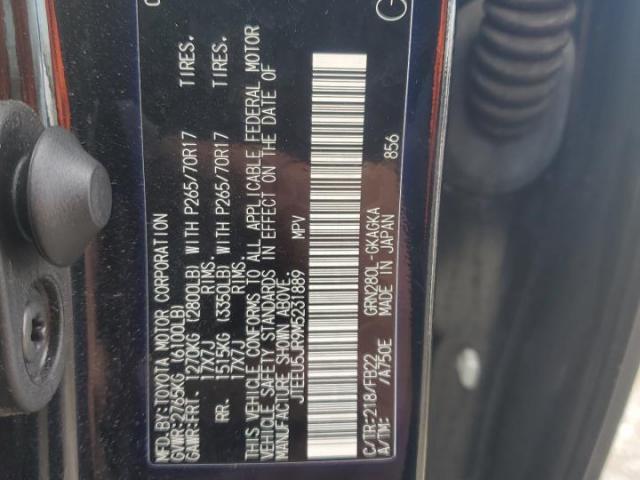 MFD.BY:TOYOTA MOTOR CORPORATION
GVWR:2765KG(6100LB)
GAWR:FRT. 1270KG(2800LB) WITH P265/70R17 TIRES.
17X7J RIMS.
RR. 1515KG (3350LB) WITH P265/70R17 TIRES.
17X7J RIMS.
THIS VEHICLE CONFORMS TO ALL APPLICABLE FEDERAL MOTOR
VEHICLE SAFETY STANDARDS IN EFFECT ON THE DATE OF
MANUFACTURE SHOWN ABOVE.
JTEEU5JR9M5231889 MPV
856
C/TR:218/FB22 GRN280L-GKAGKA
A/TM: /A750E MADE IN JAPAN